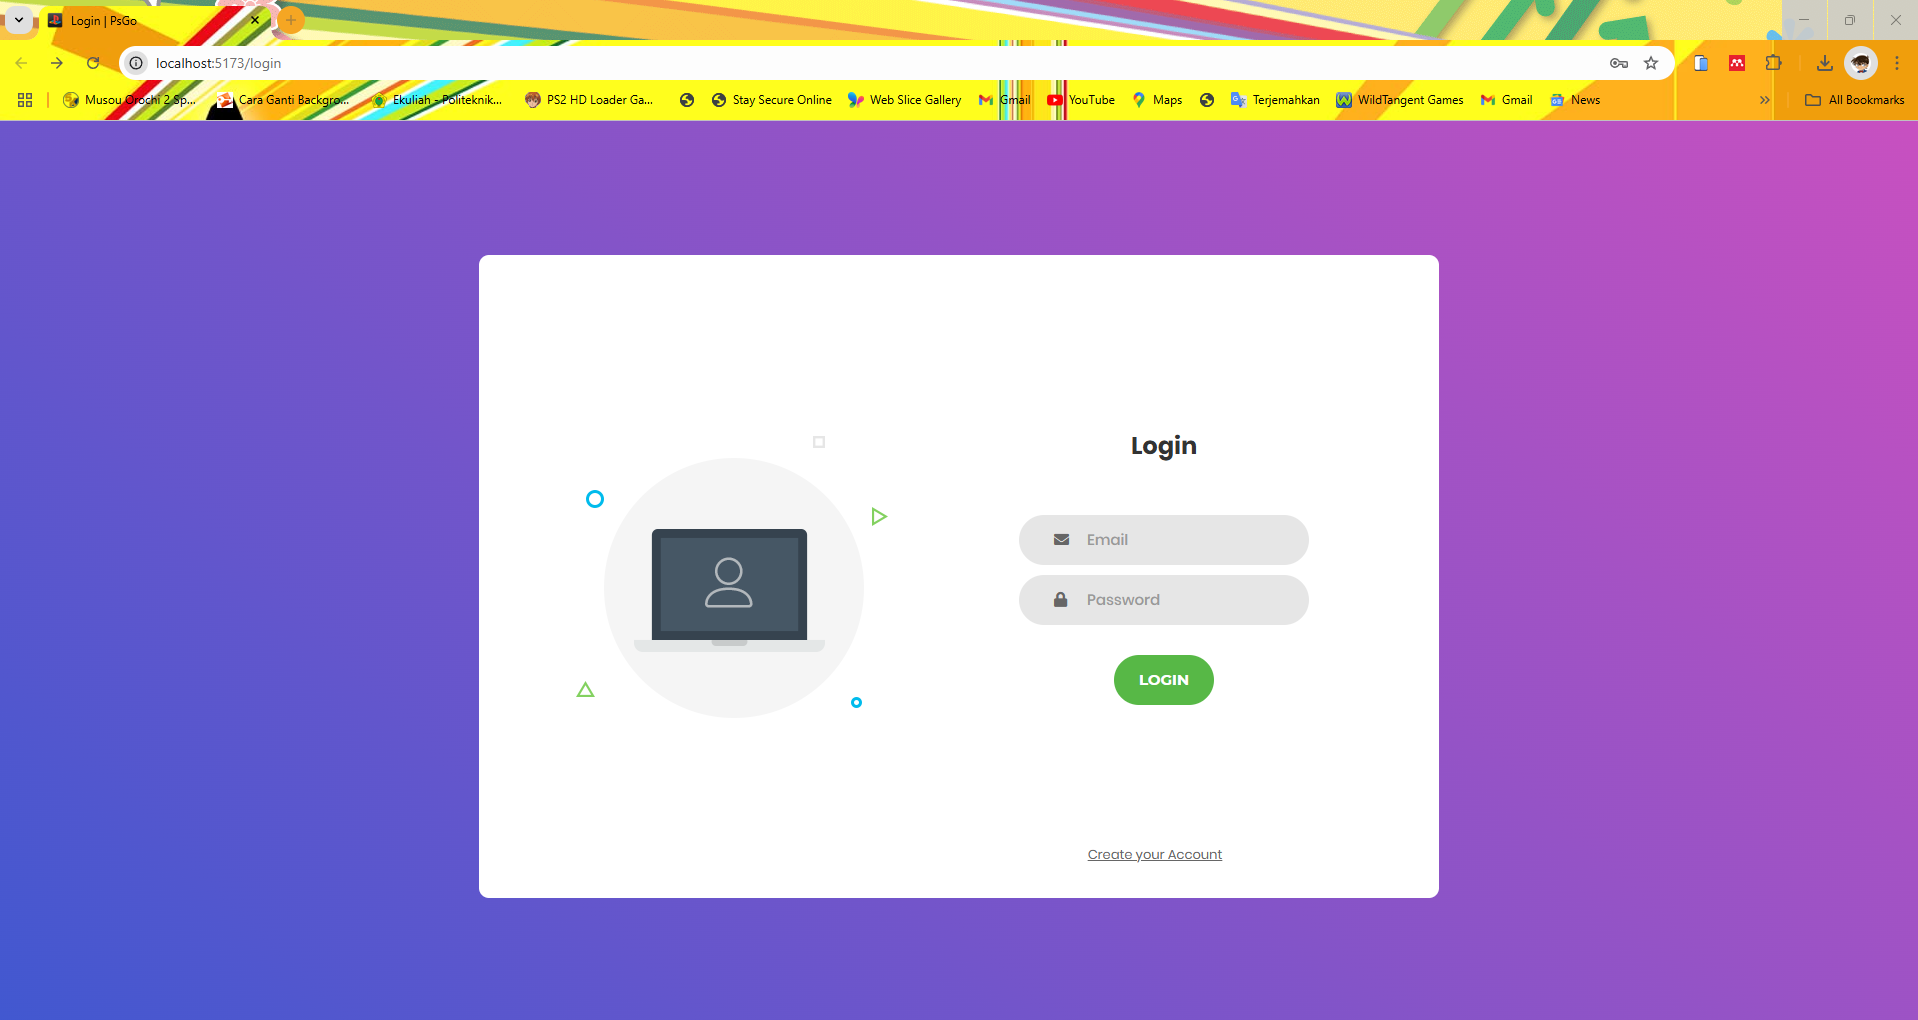 Login | PsGo
localhost:5173/login
Musou Orochi 2 Sp... Cara Ganti Backgro... Ekuliah - Politeknik... PS2 HD Loader Ga... Stay Secure Online Web Slice Gallery Gmail YouTube Maps Terjemahkan WildTangent Games Gmail News All Bookmarks
Login
Email
Password
LOGIN
Create your Account